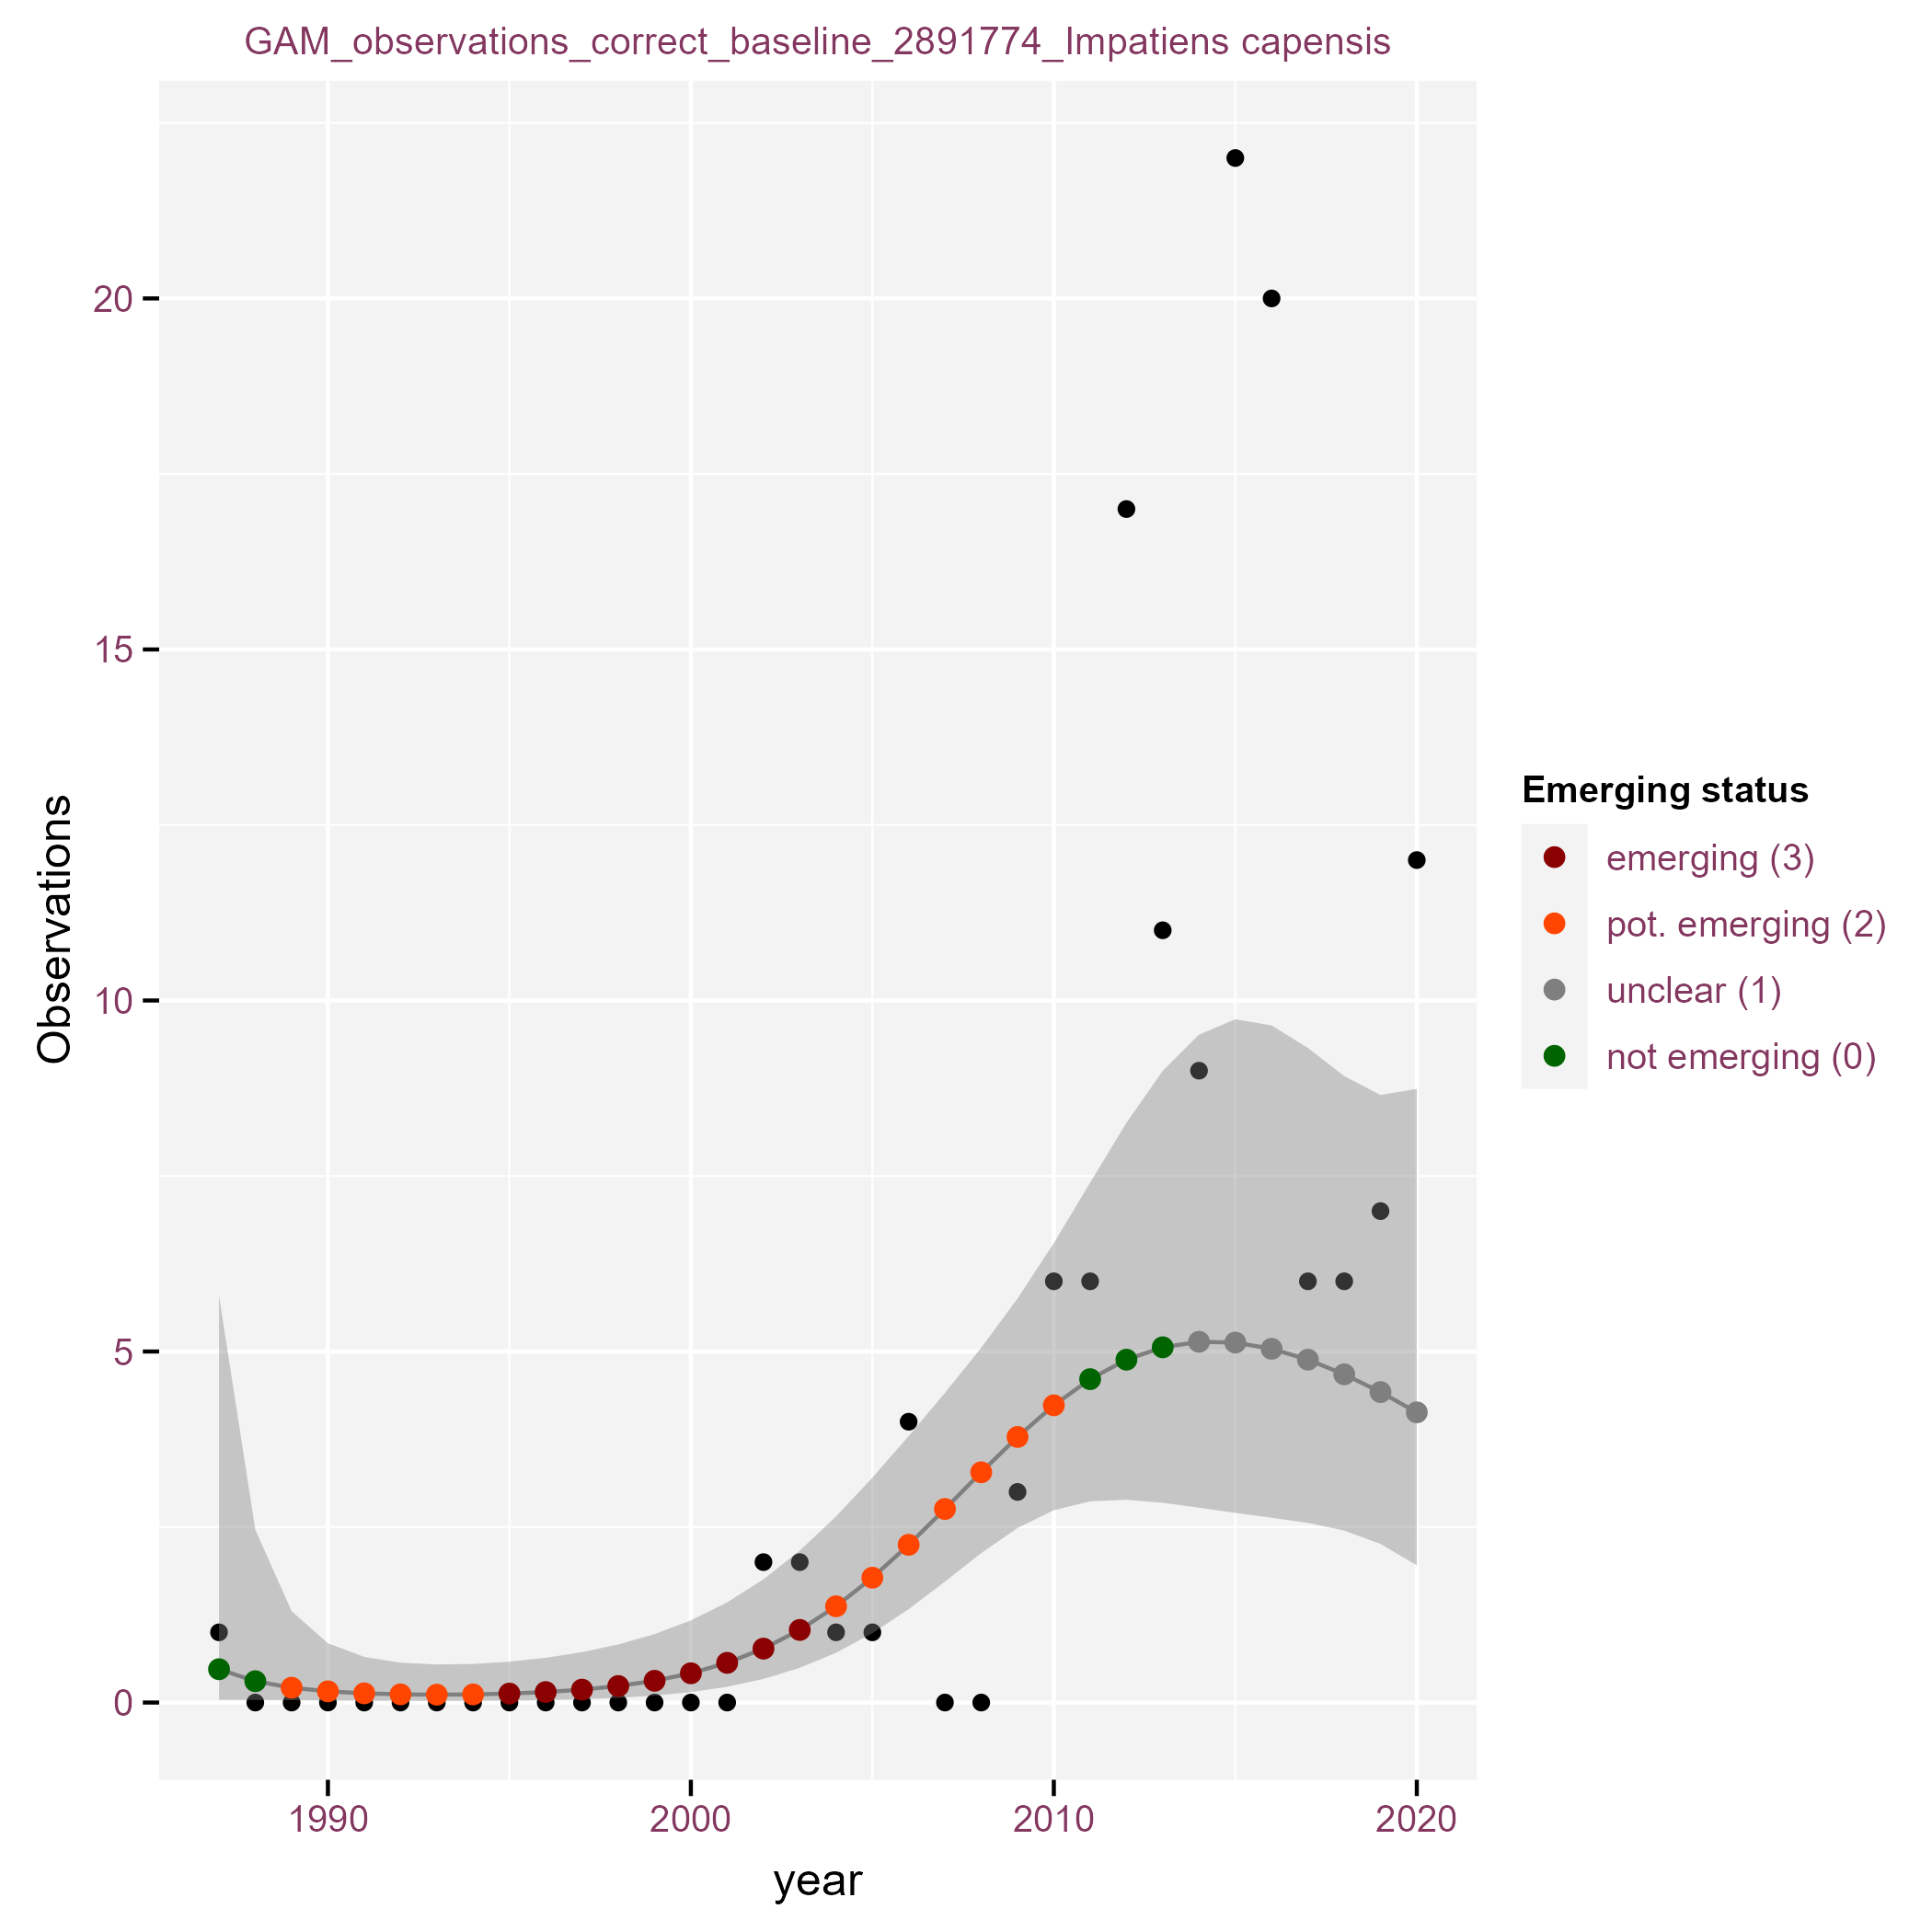 GAM_observations_correct_baseline_2891774_Impatiens capensis
Observations
20
15
10
5
0
1990 2000 2010 2020
year
Emerging status
emerging (3)
pot. emerging (2)
unclear (1)
not emerging (0)